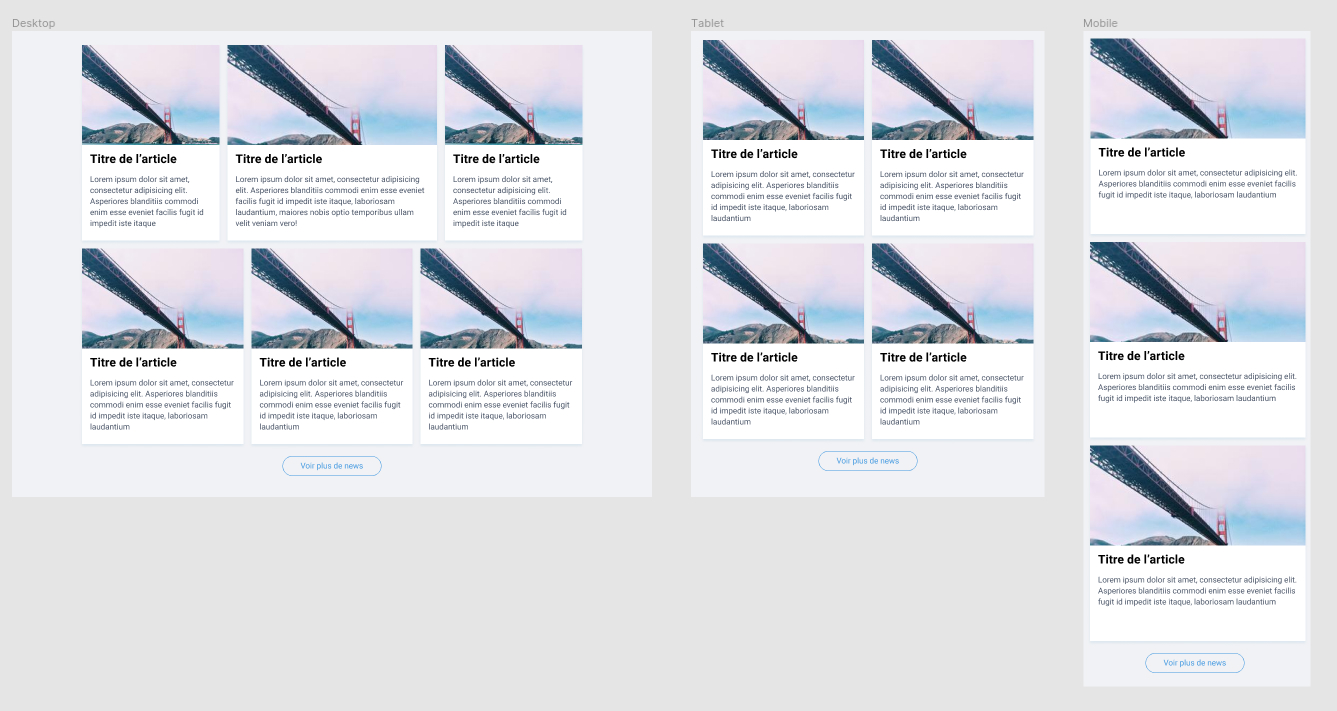 Desktop
Titre de l’article
Lorem ipsum dolor sit amet,
consectetur adipisicing elit.
Asperiores blanditiis commodi
enim esse eveniet facilis fugit id
impedit iste itaque
Titre de l’article
Lorem ipsum dolor sit amet, consectetur adipisicing
elit. Asperiores blanditiis commodi enim esse eveniet
facilis fugit id impedit iste itaque, laboriosam
laudantium, maiores nobis optio temporibus ullam
velit veniam vero!
Titre de l’article
Lorem ipsum dolor sit amet,
consectetur adipisicing elit.
Asperiores blanditiis commodi
enim esse eveniet facilis fugit id
impedit iste itaque
Titre de l’article
Lorem ipsum dolor sit amet, consectetur
adipisicing elit. Asperiores blanditiis
commodi enim esse eveniet facilis fugit
id impedit iste itaque, laboriosam
laudantium
Titre de l’article
Lorem ipsum dolor sit amet, consectetur
adipisicing elit. Asperiores blanditiis
commodi enim esse eveniet facilis fugit
id impedit iste itaque, laboriosam
laudantium
Titre de l’article
Lorem ipsum dolor sit amet, consectetur
adipisicing elit. Asperiores blanditiis
commodi enim esse eveniet facilis fugit
id impedit iste itaque, laboriosam
laudantium
Voir plus de news
Tablet
Titre de l’article
Lorem ipsum dolor sit amet, consectetur
adipisicing elit. Asperiores blanditiis
commodi enim esse eveniet facilis fugit
id impedit iste itaque, laboriosam
laudantium
Titre de l’article
Lorem ipsum dolor sit amet, consectetur
adipisicing elit. Asperiores blanditiis
commodi enim esse eveniet facilis fugit
id impedit iste itaque, laboriosam
laudantium
Titre de l’article
Lorem ipsum dolor sit amet, consectetur
adipisicing elit. Asperiores blanditiis
commodi enim esse eveniet facilis fugit
id impedit iste itaque, laboriosam
laudantium
Titre de l’article
Lorem ipsum dolor sit amet, consectetur
adipisicing elit. Asperiores blanditiis
commodi enim esse eveniet facilis fugit
id impedit iste itaque, laboriosam
laudantium
Voir plus de news
Mobile
Titre de l’article
Lorem ipsum dolor sit amet, consectetur adipisicing elit.
Asperiores blanditiis commodi enim esse eveniet facilis
fugit id impedit iste itaque, laboriosam laudantium
Titre de l’article
Lorem ipsum dolor sit amet, consectetur adipisicing elit.
Asperiores blanditiis commodi enim esse eveniet facilis
fugit id impedit iste itaque, laboriosam laudantium
Titre de l’article
Lorem ipsum dolor sit amet, consectetur adipisicing elit.
Asperiores blanditiis commodi enim esse eveniet facilis
fugit id impedit iste itaque, laboriosam laudantium
Voir plus de news